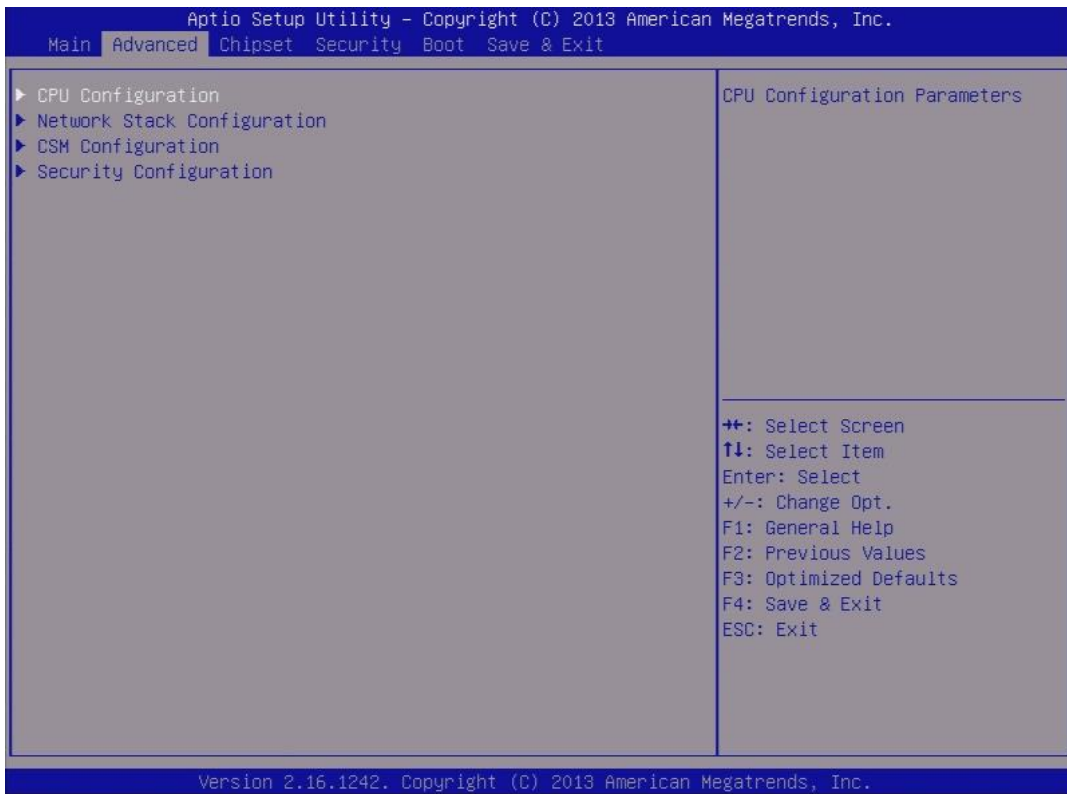 Aptio Setup Utility – Copyright (C) 2013 American Megatrends, Inc.
Main Advanced Chipset Security Boot Save & Exit
► CPU Configuration
► Network Stack Configuration
► CSM Configuration
► Security Configuration
CPU Configuration Parameters
→←: Select Screen
↑↓: Select Item
Enter: Select
+/-: Change Opt.
F1: General Help
F2: Previous Values
F3: Optimized Defaults
F4: Save & Exit
ESC: Exit
Version 2.16.1242. Copyright (C) 2013 American Megatrends, Inc.